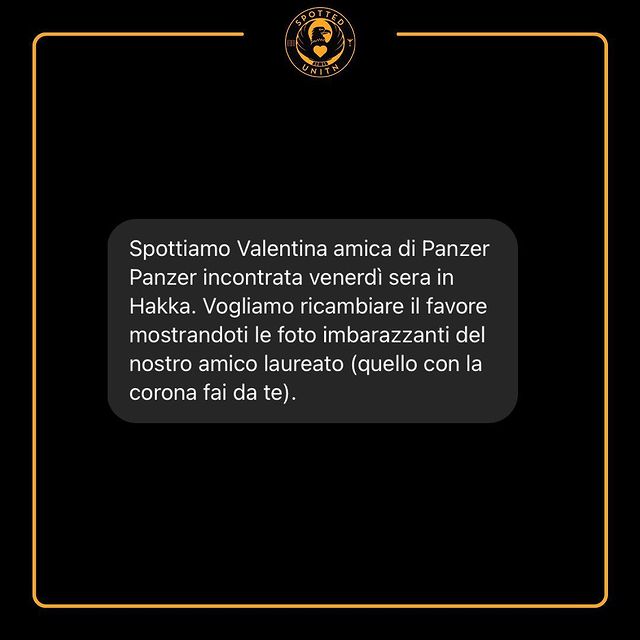 SPOTTED
UNITN
Spottiamo Valentina amica di Panzer
Panzer incontrata venerdì sera in
Hakka. Vogliamo ricambiare il favore
mostrandoti le foto imbarazzanti del
nostro amico laureato (quello con la
corona fai da te).